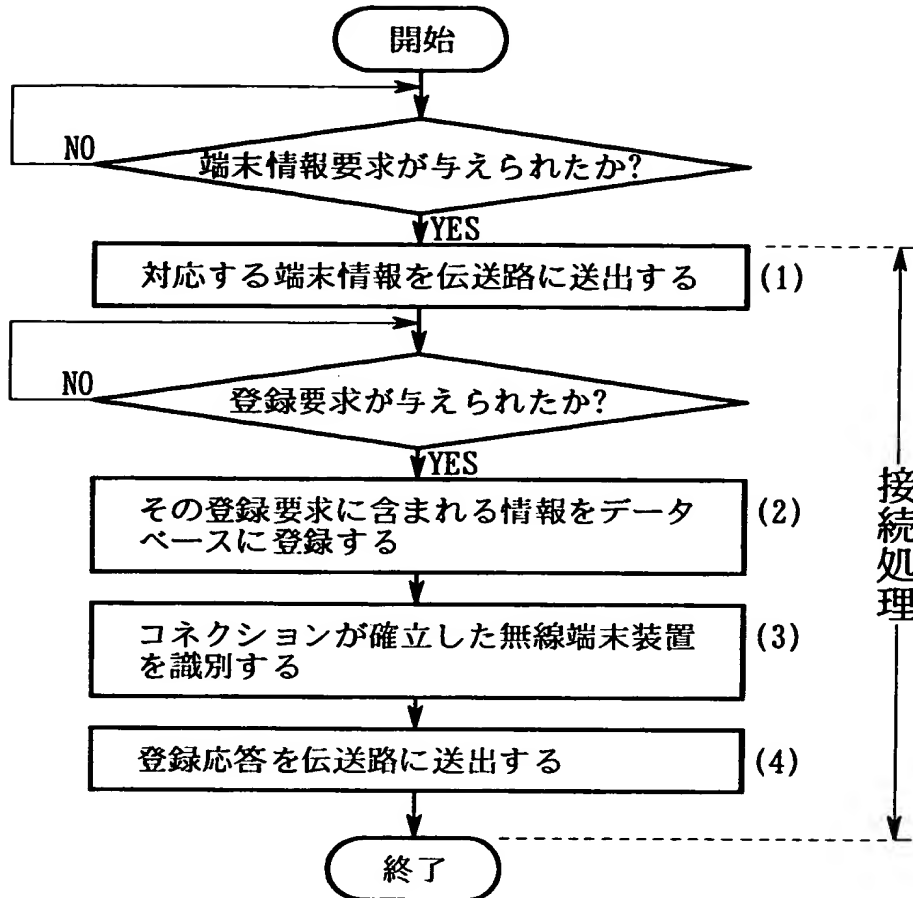 開始
NO
端末情報要求が与えられたか?
YES
対応する端末情報を伝送路に送出する
(1)
NO
登録要求が与えられたか?
YES
その登録要求に含まれる情報をデータ
ベースに登録する
(2)
コネクションが確立した無線端末装置
を識別する
(3)
登録応答を伝送路に送出する
(4)
終了
接続処理